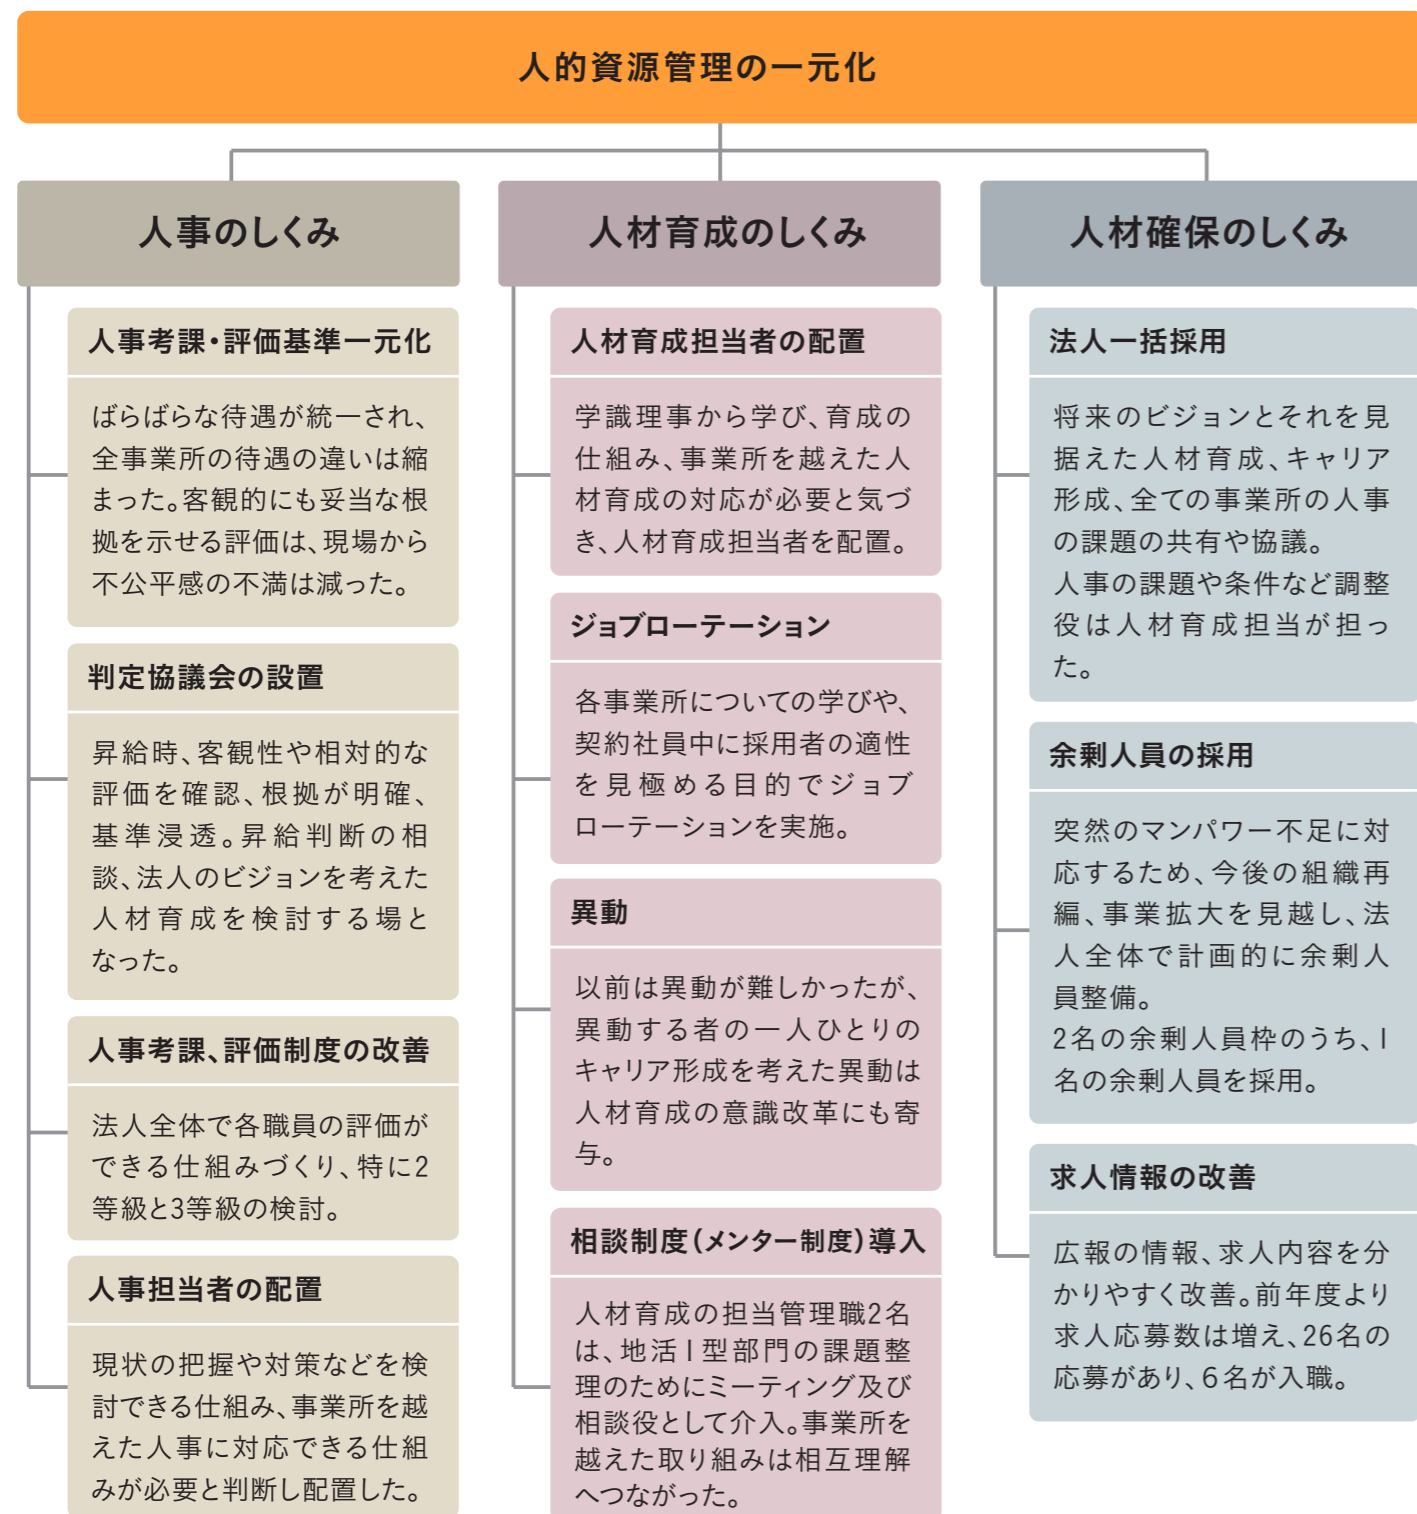 人的資源管理の一元化
人事のしくみ
人事考課・評価基準一元化
ばらばらな待遇が統一され、
全事業所の待遇の違いは縮
まった。客観的にも妥当な根
拠を示せる評価は、現場から
不公平感の不満は減った。
判定協議会の設置
昇給時、客観性や相対的な
評価を確認、根拠が明確、
基準浸透。昇給判断の相
談、法人のビジョンを考えた
人材育成を検討する場と
なった。
人事考課、評価制度の改善
法人全体で各職員の評価が
できる仕組みづくり、特に2
等級と3等級の検討。
人事担当者の配置
現状の把握や対策などを検
討できる仕組み、事業所を越
えた人事に対応できる仕組
みが必要と判断し配置した。
人材育成のしくみ
人材育成担当者の配置
学識理事から学び、育成の
仕組み、事業所を越えた人
材育成の対応が必要と気づ
き、人材育成担当者を配置。
ジョブローテーション
各事業所についての学びや、
契約社員中に採用者の適性
を見極める目的でジョブ
ローテーションを実施。
異動
以前は異動が難しかったが、
異動する者の一人ひとりの
キャリア形成を考えた異動は
人材育成の意識改革にも寄
与。
相談制度(メンター制度)導入
人材育成の担当管理職2名
は、地活Ⅰ型部門の課題整
理のためにミーティング及び
相談役として介入。事業所を
越えた取り組みは相互理解
へつながった。
人材確保のしくみ
法人一括採用
将来のビジョンとそれを見
据えた人材育成、キャリア
形成、全ての事業所の人事
の課題の共有や協議。
人事の課題や条件など調整
役は人材育成担当が担っ
た。
余剰人員の採用
突然のマンパワー不足に対
応するため、今後の組織再
編、事業拡大を見越し、法
人全体で計画的に余剰人
員整備。
2名の余剰人員枠のうち、1
名の余剰人員を採用。
求人情報の改善
広報の情報、求人内容を分
かりやすく改善。前年度より
求人応募数は増え、26名の
応募があり、6名が入職。